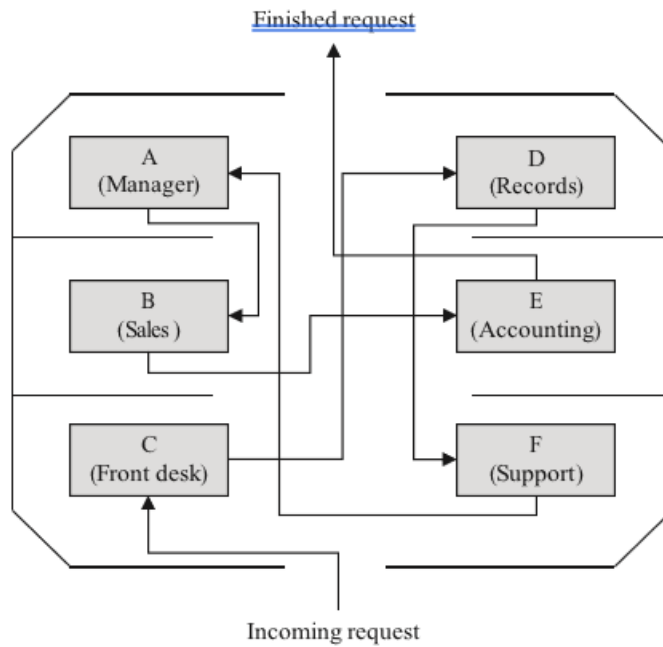 Finished request
A
(Manager)
D
(Records)
B
(Sales )
E
(Accounting)
C
(Front desk)
F
(Support)
Incoming request